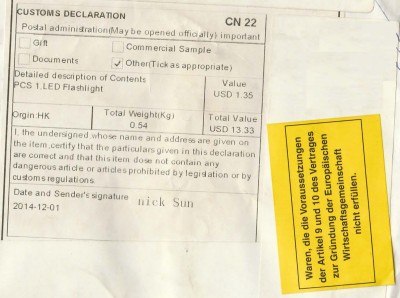 CUSTOMS DECLARATION CN 22
Postal administration(May be opened officially) important
Gift Commercial Sample
Documents ✓ Other(Tick as appropriate)
Detailed description of Contents Value
PCS 1.LED Flashlight USD 1.35
Orgin:HK Total Weight(Kg) Total Value
0.54 USD 13.33
I, the undersigned.whose name and address are given on
the item,certify that the particulars given in this declaration
are correct and that this item dose not contain any
dangerous article or articles prohibited by legislation or by
customs regulations.
Date and Sender's signature nick Sun
2014-12-01
Waren, die die Voraussetzungen
der Artikel 9 und 10 des Vertrages
zur Gründung der Europäischen
Wirtschaftsgemeinschaft
nicht erfüllen.